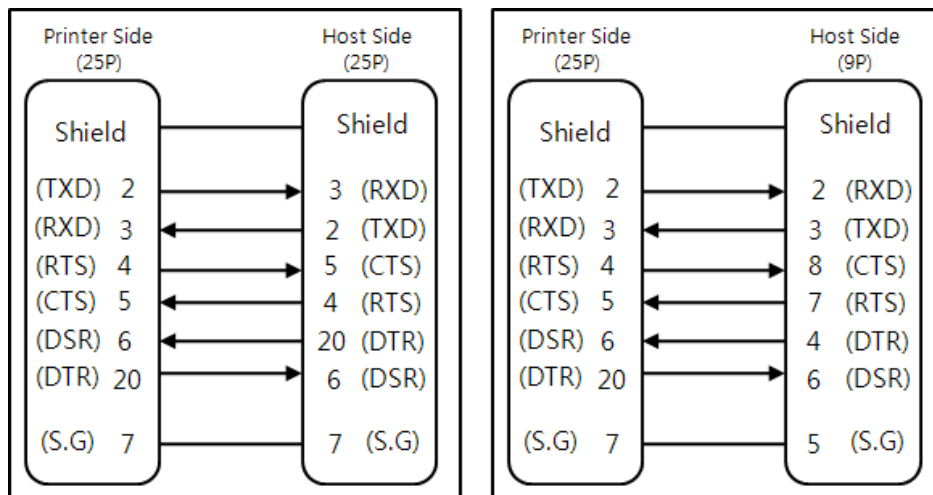 Printer Side
(25P)
Host Side
(25P)
Shield
Shield
(TXD) 2
3 (RXD)
(RXD) 3
2 (TXD)
(RTS) 4
5 (CTS)
(CTS) 5
4 (RTS)
(DSR) 6
20 (DTR)
(DTR) 20
6 (DSR)
(S.G) 7
7 (S.G)
Printer Side
(25P)
Host Side
(9P)
Shield
Shield
(TXD) 2
2 (RXD)
(RXD) 3
3 (TXD)
(RTS) 4
8 (CTS)
(CTS) 5
7 (RTS)
(DSR) 6
4 (DTR)
(DTR) 20
6 (DSR)
(S.G) 7
5 (S.G)